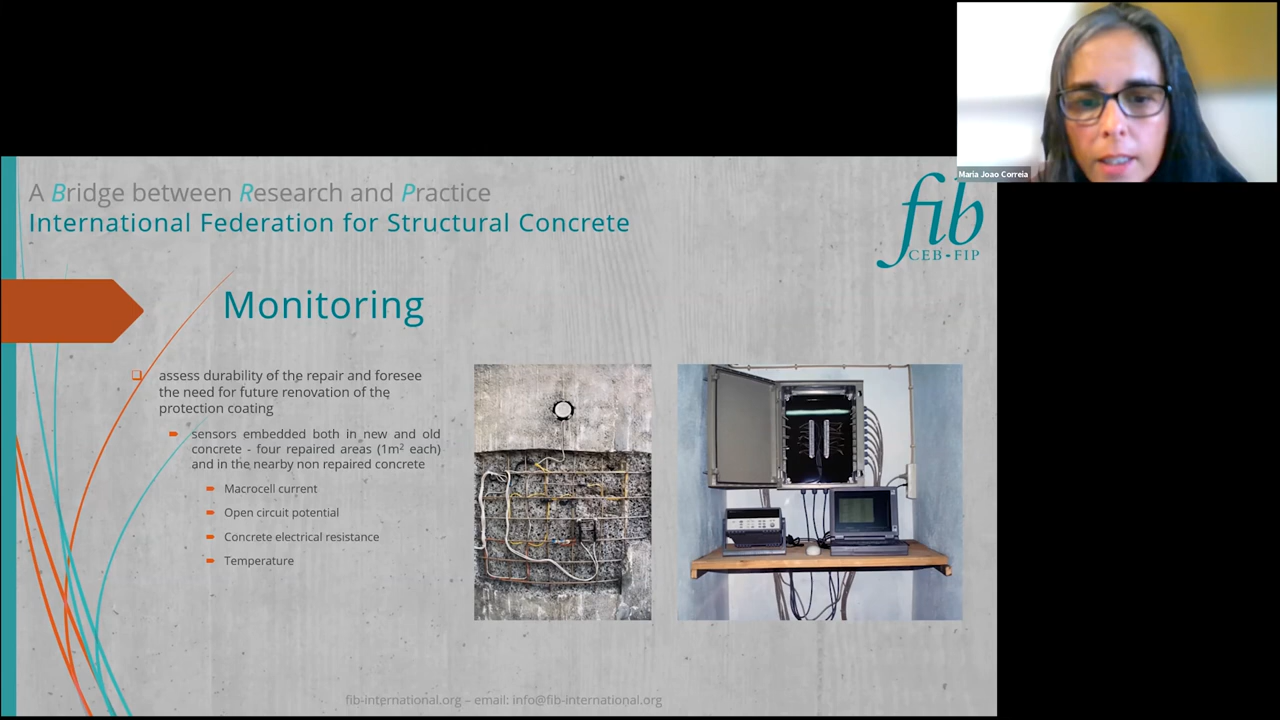 Maria Joao Correia
A Bridge between Research and Practice
International Federation for Structural Concrete
fib
CEB-FIP
Monitoring
assess durability of the repair and foresee
the need for future renovation of the
protection coating
sensors embedded both in new and old
concrete - four repaired areas (1m² each)
and in the nearby non repaired concrete
Macrocell current
Open circuit potential
Concrete electrical resistance
Temperature
fib-international.org – email: info@fib-international.org